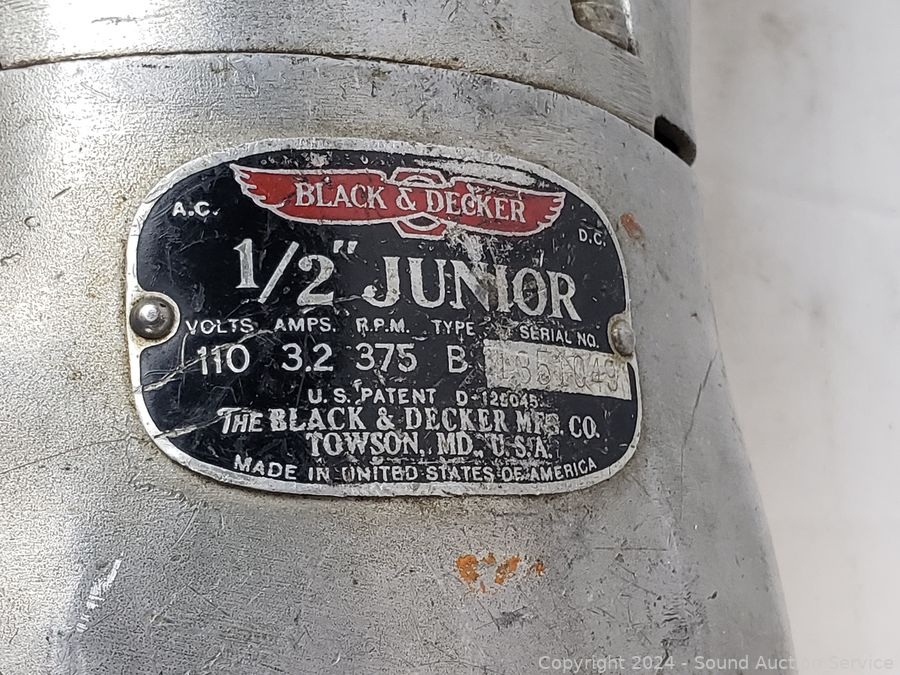 BLACK & DECKER
A.C. D.C.
1/2" JUNIOR
VOLTS AMPS. R.P.M. TYPE SERIAL NO.
110 3.2 375 B
U.S. PATENT
THE BLACK & DECKER MFG. CO.
TOWSON, MD., U.S.A.
MADE IN UNITED STATES OF AMERICA
Copyright 2024 - Sound Auction Service